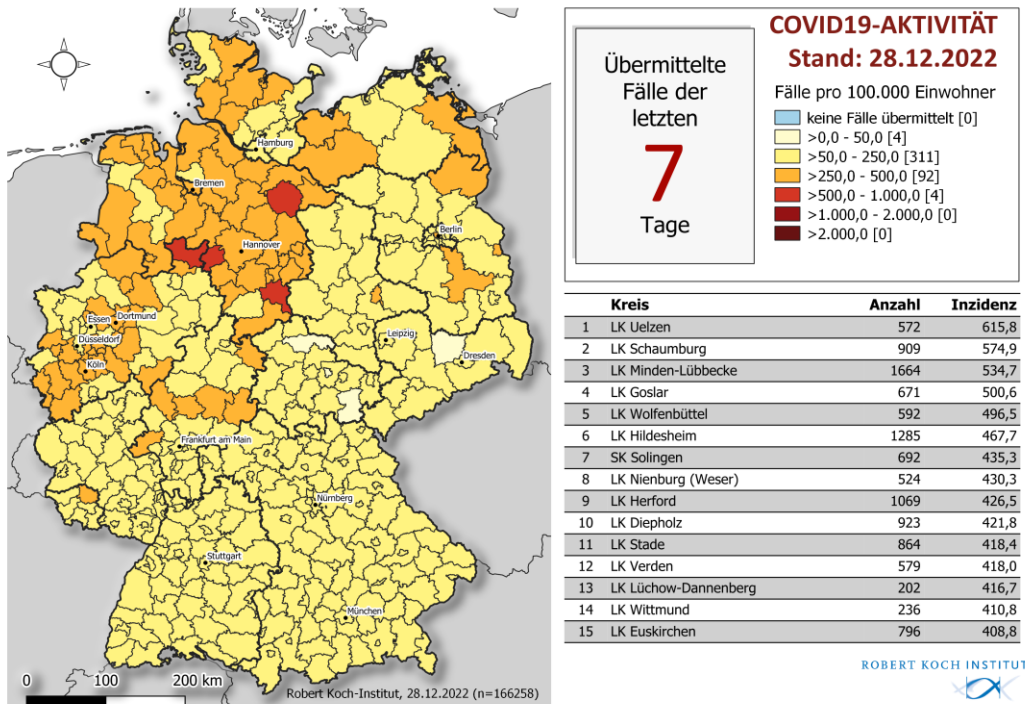 COVID19-AKTIVITÄT
Stand: 28.12.2022
Übermittelte
Fälle der
letzten
7
Tage
Fälle pro 100.000 Einwohner
keine Fälle übermittelt [0]
>0,0 - 50,0 [4]
>50,0 - 250,0 [311]
>250,0 - 500,0 [92]
>500,0 - 1.000,0 [4]
>1.000,0 - 2.000,0 [0]
>2.000,0 [0]
Hamburg
Bremen
Berlin
Hannover
Essen
Dortmund
Düsseldorf
Leipzig
Dresden
Köln
Frankfurt am Main
Nürnberg
Stuttgart
München
0 100 200 km
Robert Koch-Institut, 28.12.2022 (n=166258)
Kreis Anzahl Inzidenz
1 LK Uelzen 572 615,8
2 LK Schaumburg 909 574,9
3 LK Minden-Lübbecke 1664 534,7
4 LK Goslar 671 500,6
5 LK Wolfenbüttel 592 496,5
6 LK Hildesheim 1285 467,7
7 SK Solingen 692 435,3
8 LK Nienburg (Weser) 524 430,3
9 LK Herford 1069 426,5
10 LK Diepholz 923 421,8
11 LK Stade 864 418,4
12 LK Verden 579 418,0
13 LK Lüchow-Dannenberg 202 416,7
14 LK Wittmund 236 410,8
15 LK Euskirchen 796 408,8
ROBERT KOCH INSTITUT